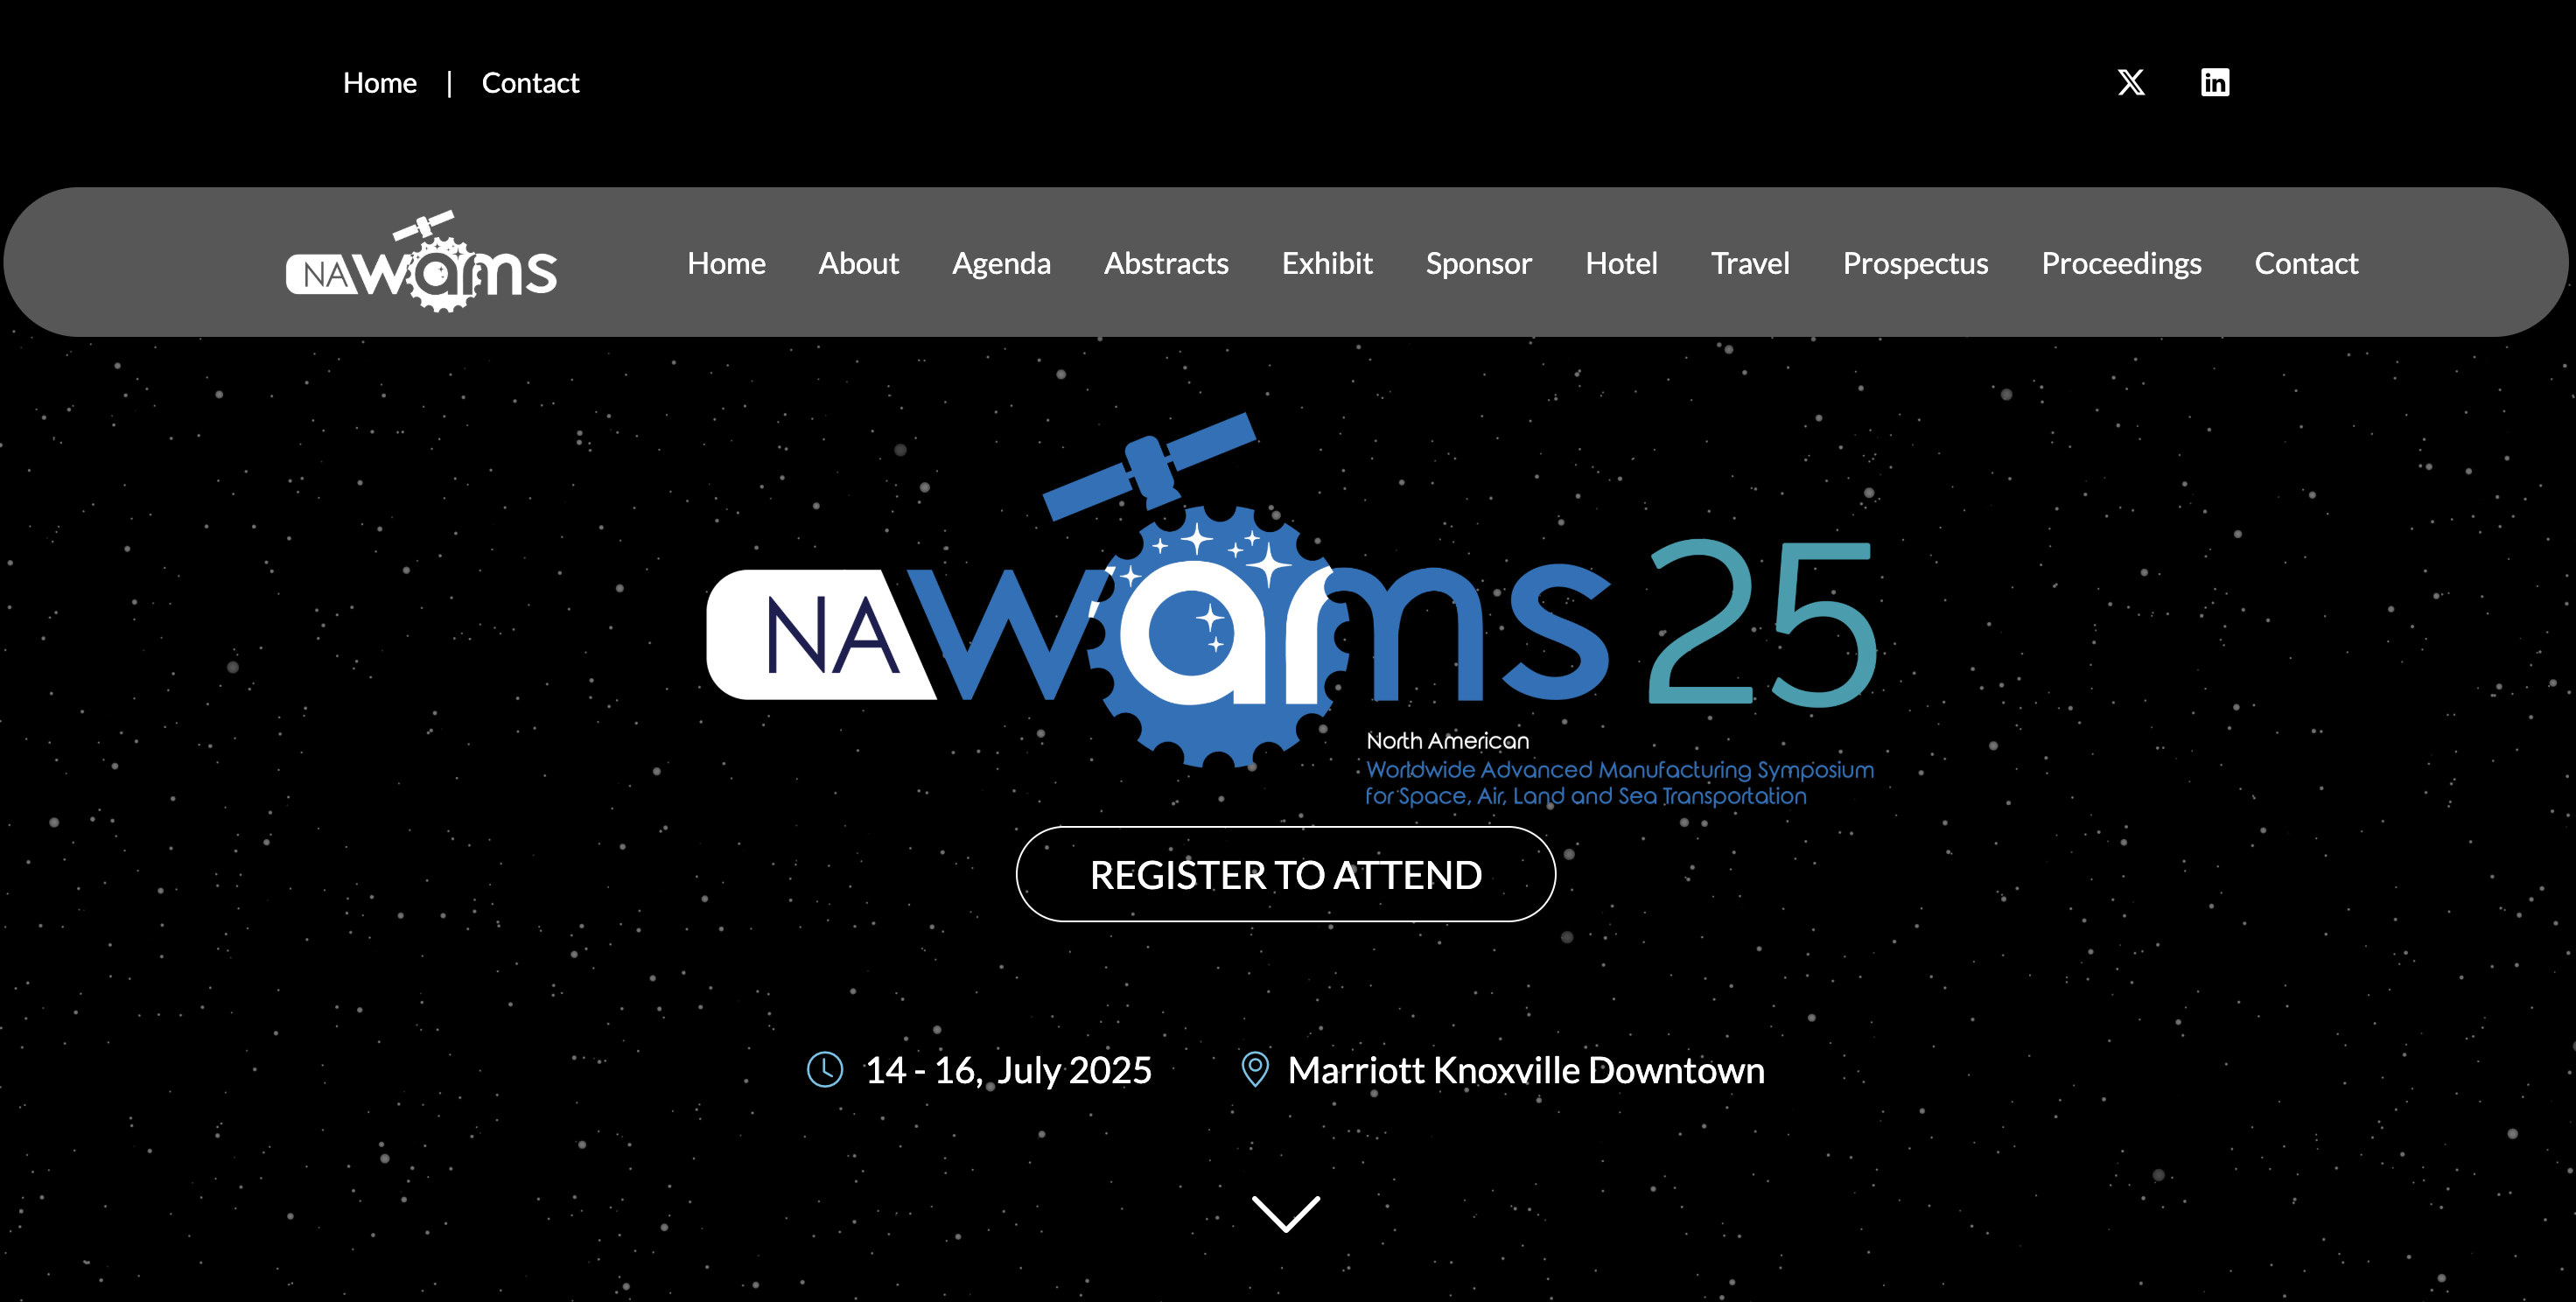 Home | Contact
NAwams
Home About Agenda Abstracts Exhibit Sponsor Hotel Travel Prospectus Proceedings Contact
NAwams 25
North American
Worldwide Advanced Manufacturing Symposium
for Space, Air, Land and Sea Transportation
REGISTER TO ATTEND
14 - 16, July 2025
Marriott Knoxville Downtown